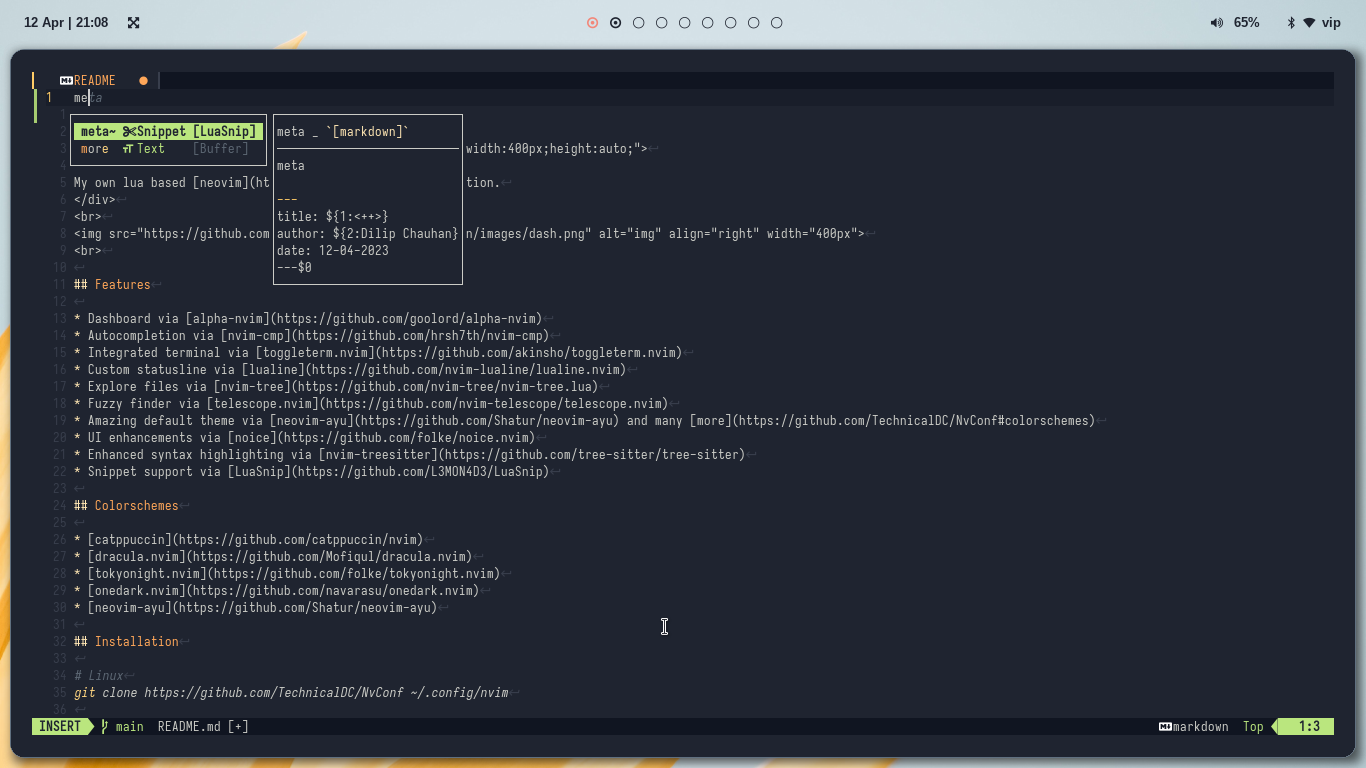 12 Apr | 21:08 65% vip
README
1 meta
1
2 meta~ Snippet [LuaSnip] meta _ `[markdown]`
3 more Text [Buffer] width:400px;height:auto;">
4 meta
5 My own lua based [neovim](ht tion.
6 </div> ---
7 <br> title: ${1:<++>}
8 <img src="https://github.com author: ${2:Dilip Chauhan} n/images/dash.png" alt="img" align="right" width="400px">
9 <br> date: 12-04-2023
10 ---$0
11 ## Features
12
13 * Dashboard via [alpha-nvim](https://github.com/goolord/alpha-nvim)
14 * Autocompletion via [nvim-cmp](https://github.com/hrsh7th/nvim-cmp)
15 * Integrated terminal via [toggleterm.nvim](https://github.com/akinsho/toggleterm.nvim)
16 * Custom statusline via [lualine](https://github.com/nvim-lualine/lualine.nvim)
17 * Explore files via [nvim-tree](https://github.com/nvim-tree/nvim-tree.lua)
18 * Fuzzy finder via [telescope.nvim](https://github.com/nvim-telescope/telescope.nvim)
19 * Amazing default theme via [neovim-ayu](https://github.com/Shatur/neovim-ayu) and many [more](https://github.com/TechnicalDC/NvConf#colorschemes)
20 * UI enhancements via [noice](https://github.com/folke/noice.nvim)
21 * Enhanced syntax highlighting via [nvim-treesitter](https://github.com/tree-sitter/tree-sitter)
22 * Snippet support via [LuaSnip](https://github.com/L3MON4D3/LuaSnip)
23
24 ## Colorschemes
25
26 * [catppuccin](https://github.com/catppuccin/nvim)
27 * [dracula.nvim](https://github.com/Mofiqul/dracula.nvim)
28 * [tokyonight.nvim](https://github.com/folke/tokyonight.nvim)
29 * [onedark.nvim](https://github.com/navarasu/onedark.nvim)
30 * [neovim-ayu](https://github.com/Shatur/neovim-ayu)
31
32 ## Installation
33
34 # Linux
35 git clone https://github.com/TechnicalDC/NvConf ~/.config/nvim
36
INSERT main README.md [+] markdown Top 1:3